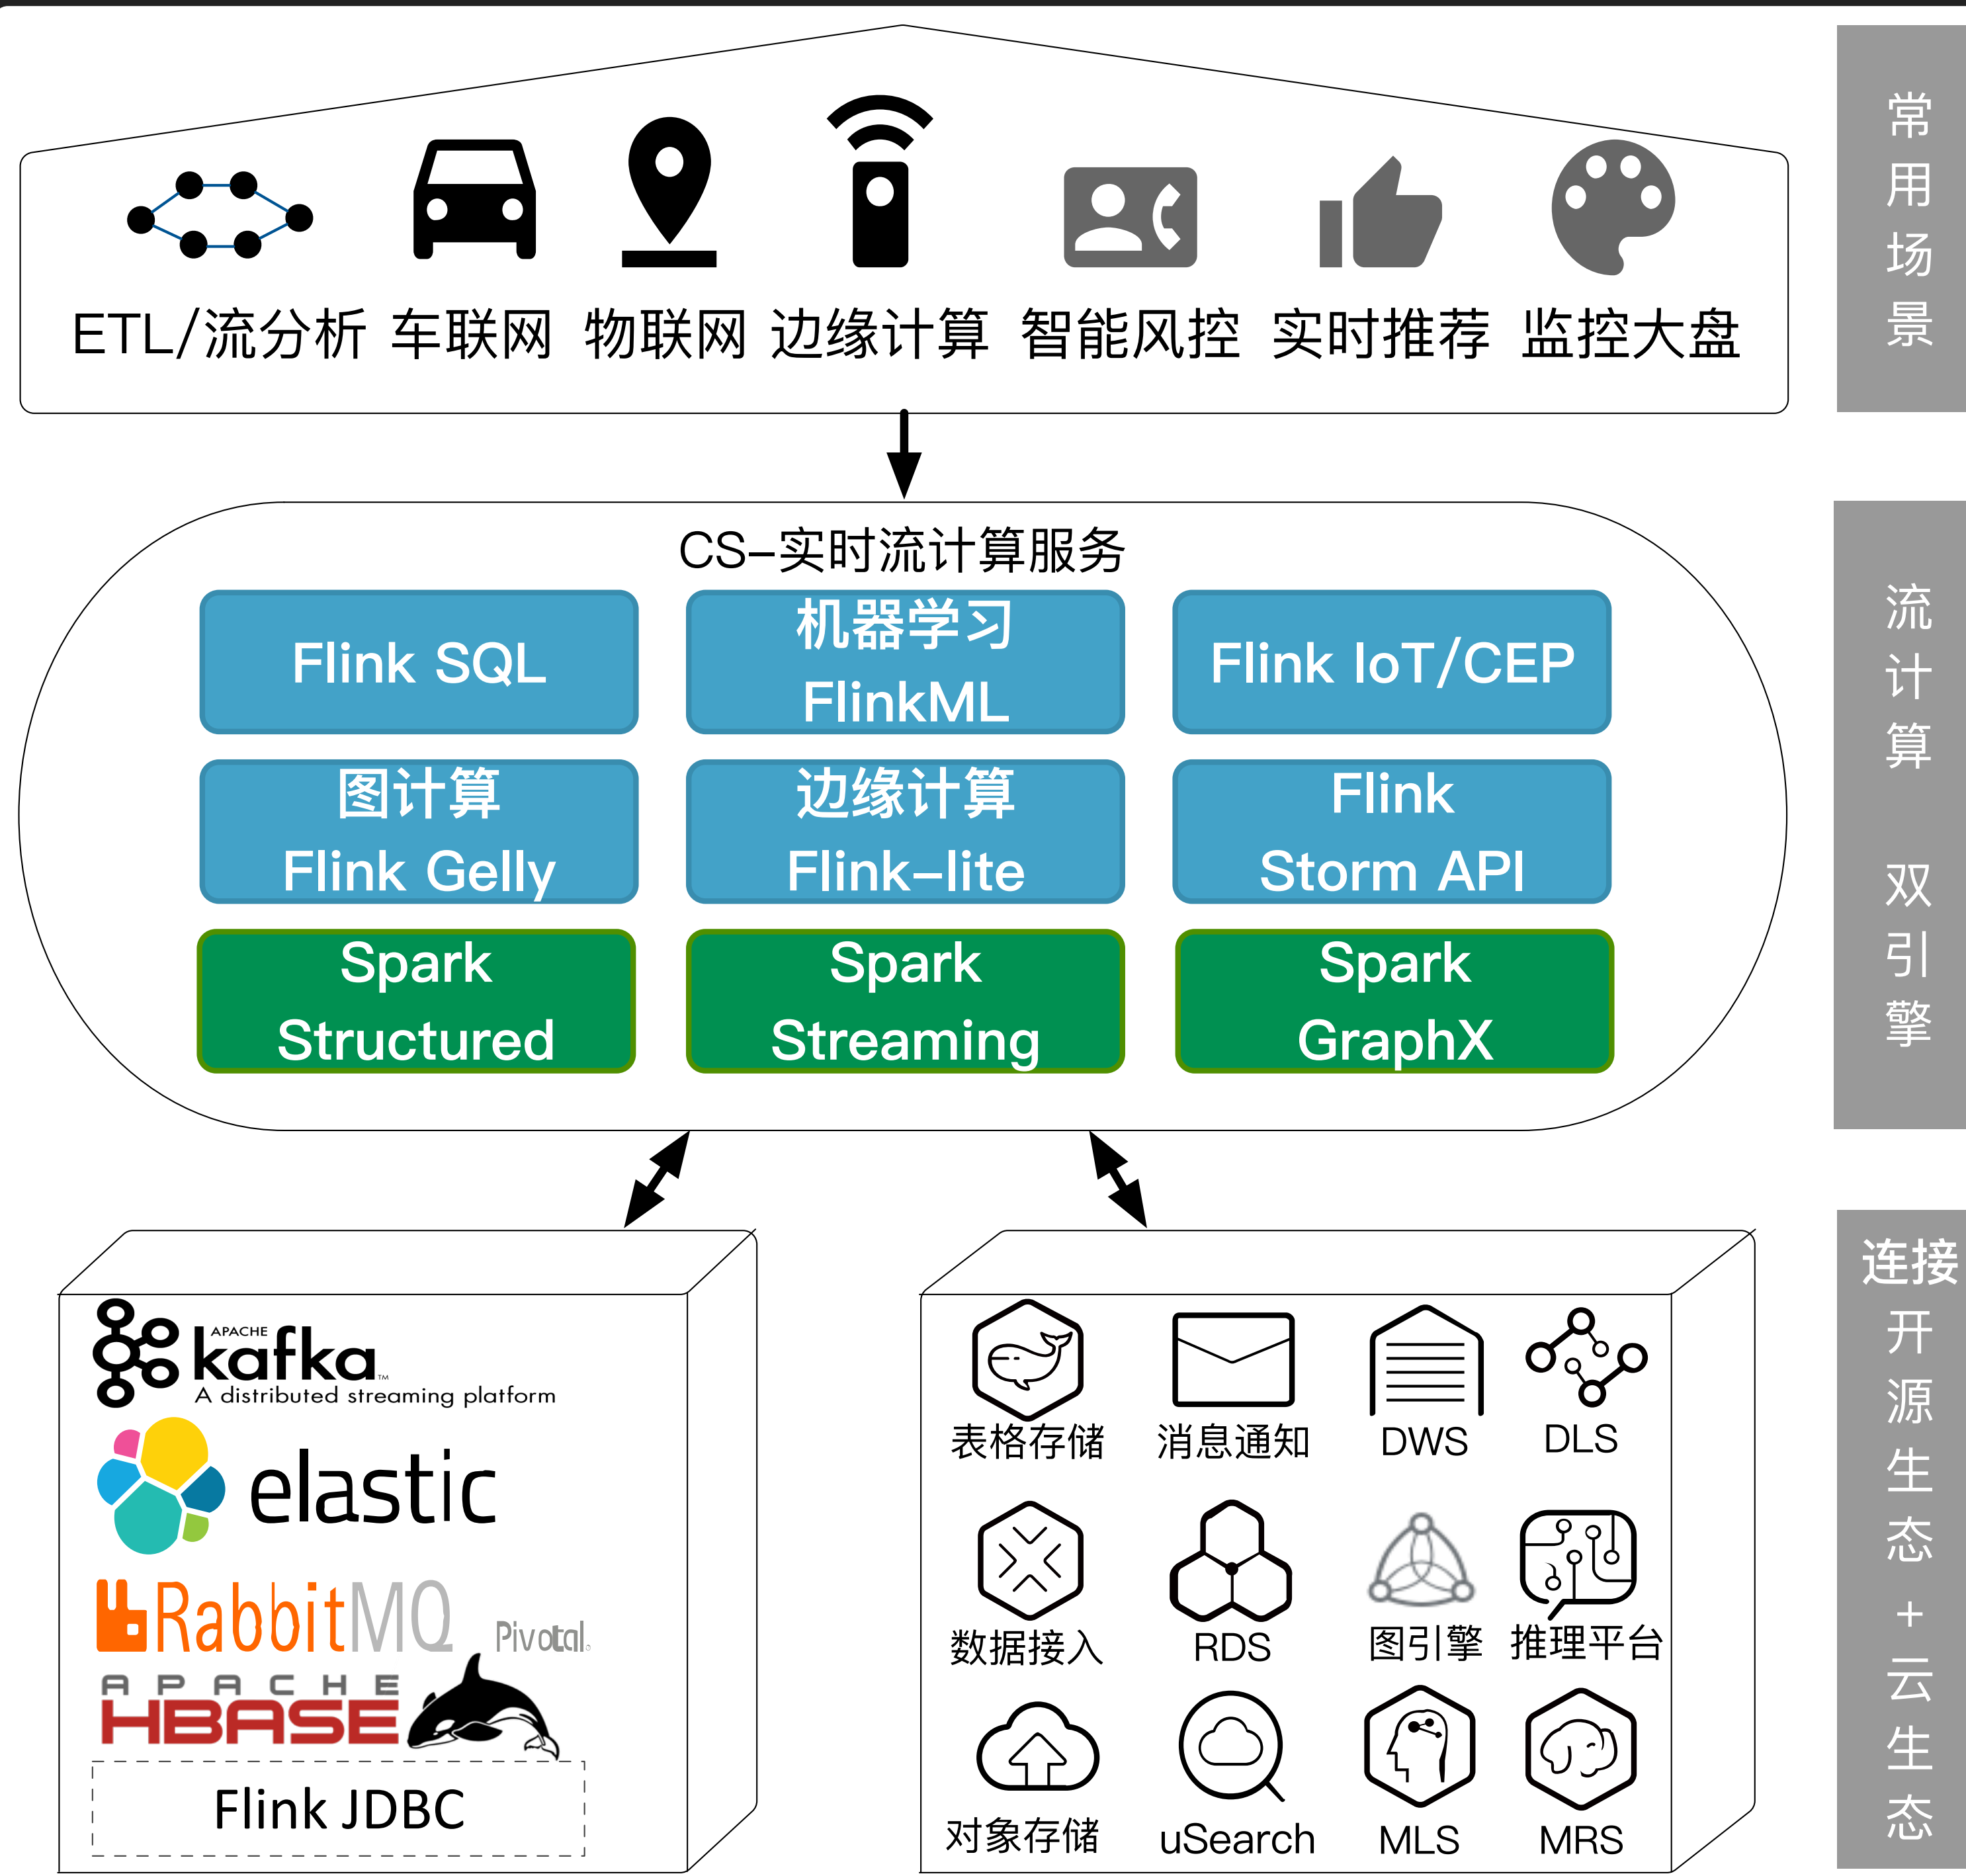 常用场景
ETL/流分析 车联网 物联网 边缘计算 智能风控 实时推荐 监控大盘
CS-实时流计算服务
Flink SQL
机器学习
FlinkML
Flink IoT/CEP
图计算
Flink Gelly
边缘计算
Flink-lite
Flink
Storm API
Spark
Structured
Spark
Streaming
Spark
GraphX
流计算 双引擎
APACHE
kafka™
A distributed streaming platform
elastic
RabbitMQ Pivotal
APACHE
HBASE
Flink JDBC
表格存储 消息通知 DWS DLS
数据接入 RDS 图引擎 推理平台
对象存储 uSearch MLS MRS
连接开源生态+云生态